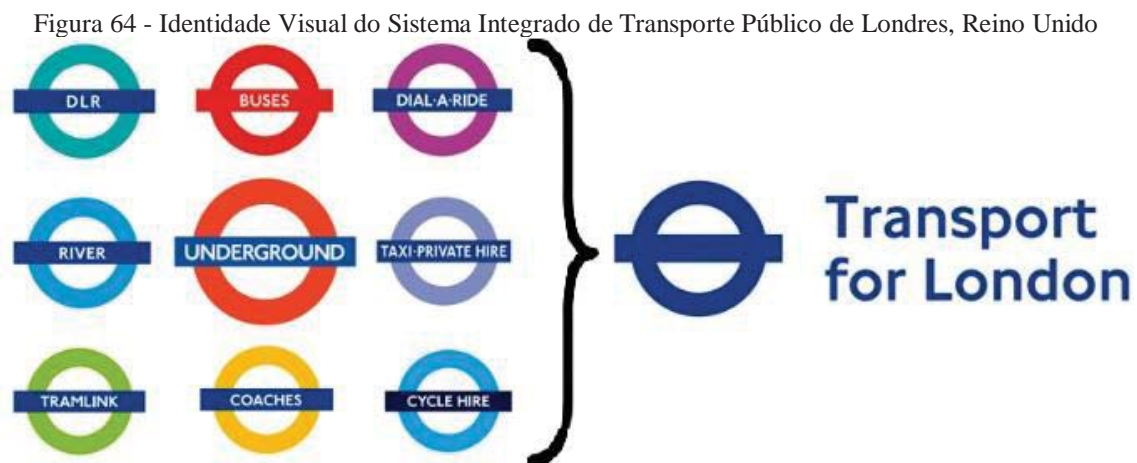 Figura 64 - Identidade Visual do Sistema Integrado de Transporte Público de Londres, Reino Unido
DLR
BUSES
DIAL-A-RIDE
RIVER
UNDERGROUND
TAXI-PRIVATE HIRE
TRAMLINK
COACHES
CYCLE HIRE
Transport
for London